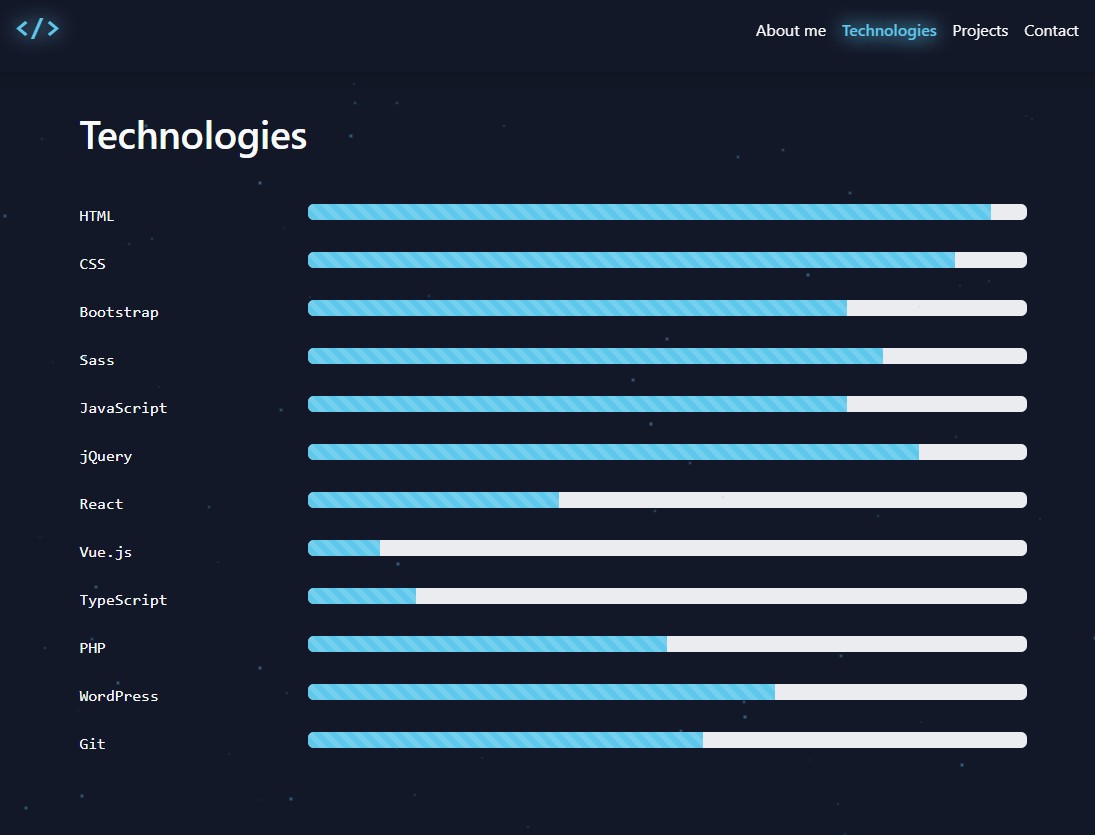 </>
About me Technologies Projects Contact
Technologies
HTML
CSS
Bootstrap
Sass
JavaScript
jQuery
React
Vue.js
TypeScript
PHP
WordPress
Git